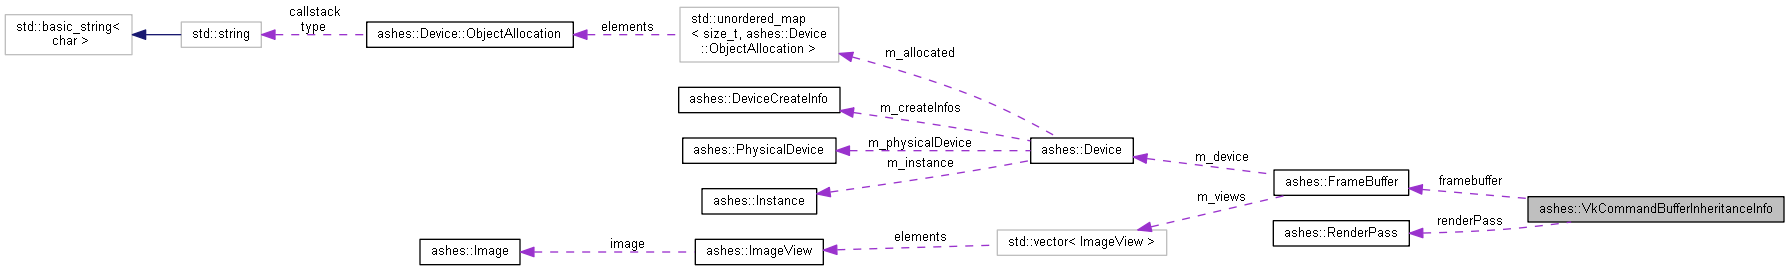 std::basic_string<
char >
std::string
callstack
type
ashes::Device::ObjectAllocation
elements
std::unordered_map
< size_t, ashes::Device
::ObjectAllocation >
m_allocated
ashes::DeviceCreateInfo
m_createInfos
ashes::PhysicalDevice
m_physicalDevice
m_instance
ashes::Instance
ashes::Device
m_device
ashes::FrameBuffer
framebuffer
m_views
ashes::VkCommandBufferInheritanceInfo
renderPass
ashes::RenderPass
ashes::Image
image
ashes::ImageView
elements
std::vector< ImageView >